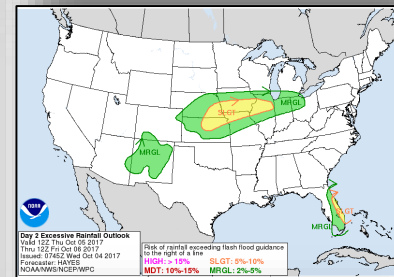 MRGL
SLGT
MRGL
SLGT
MRGL
noaa
Day 2 Excessive Rainfall Outlook
Valid 12Z Thu Oct 05 2017
Thru 12Z Fri Oct 06 2017
Issued: 0745Z Wed Oct 04 2017
Forecaster: HAYES
NOAA/NWS/NCEP/WPC
Risk of rainfall exceeding flash flood guidance
to the right of a line
HIGH: > 15% SLGT: 5%-10%
MDT: 10%-15% MRGL: 2%-5%